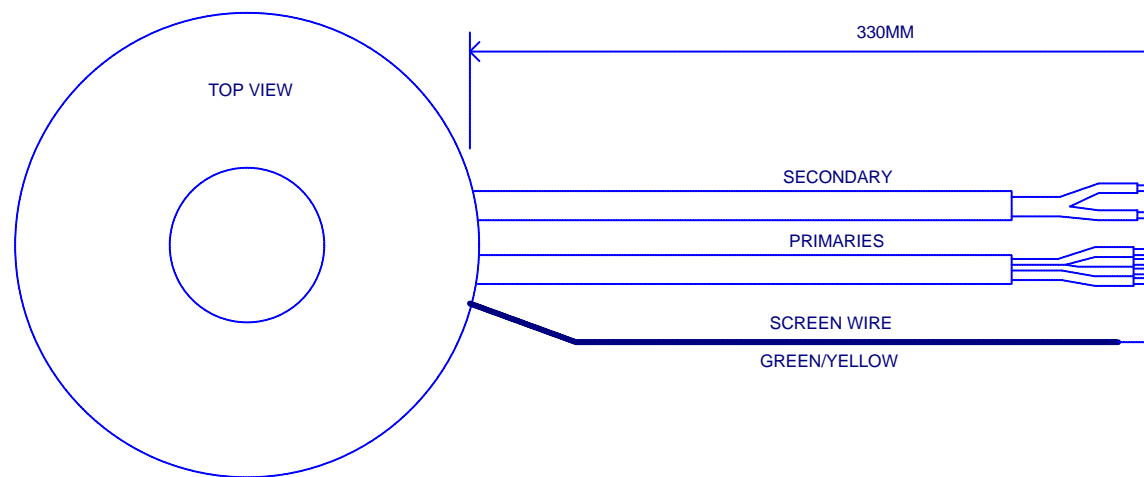 330MM
TOP VIEW
SECONDARY
PRIMARIES
SCREEN WIRE
GREEN/YELLOW